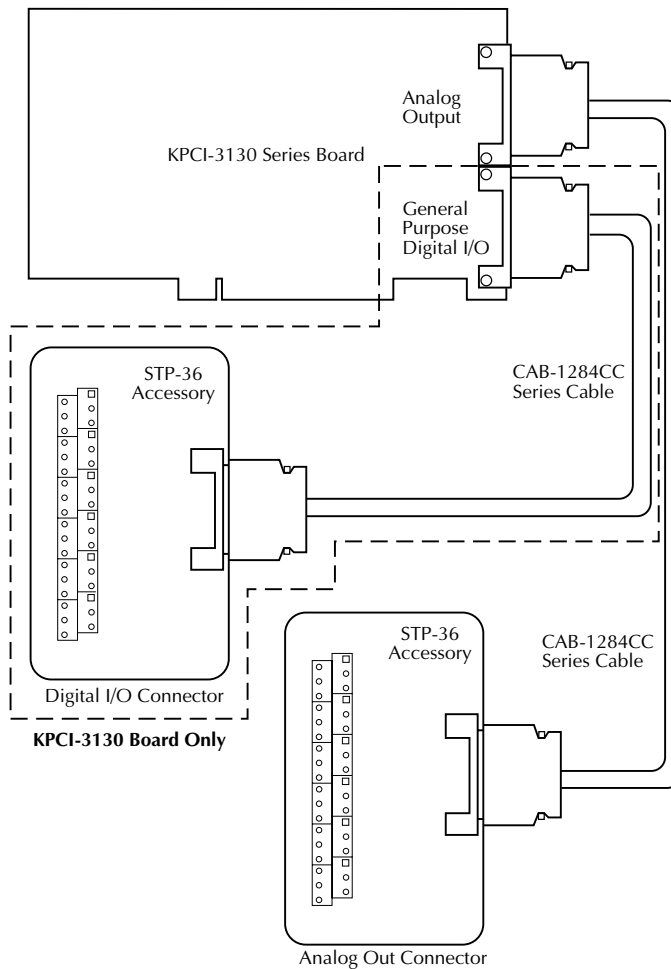 Analog
Output
KPCI-3130 Series Board
General
Purpose
Digital I/O
CAB-1284CC
Series Cable
STP-36
Accessory
Digital I/O Connector
KPCI-3130 Board Only
STP-36
Accessory
CAB-1284CC
Series Cable
Analog Out Connector